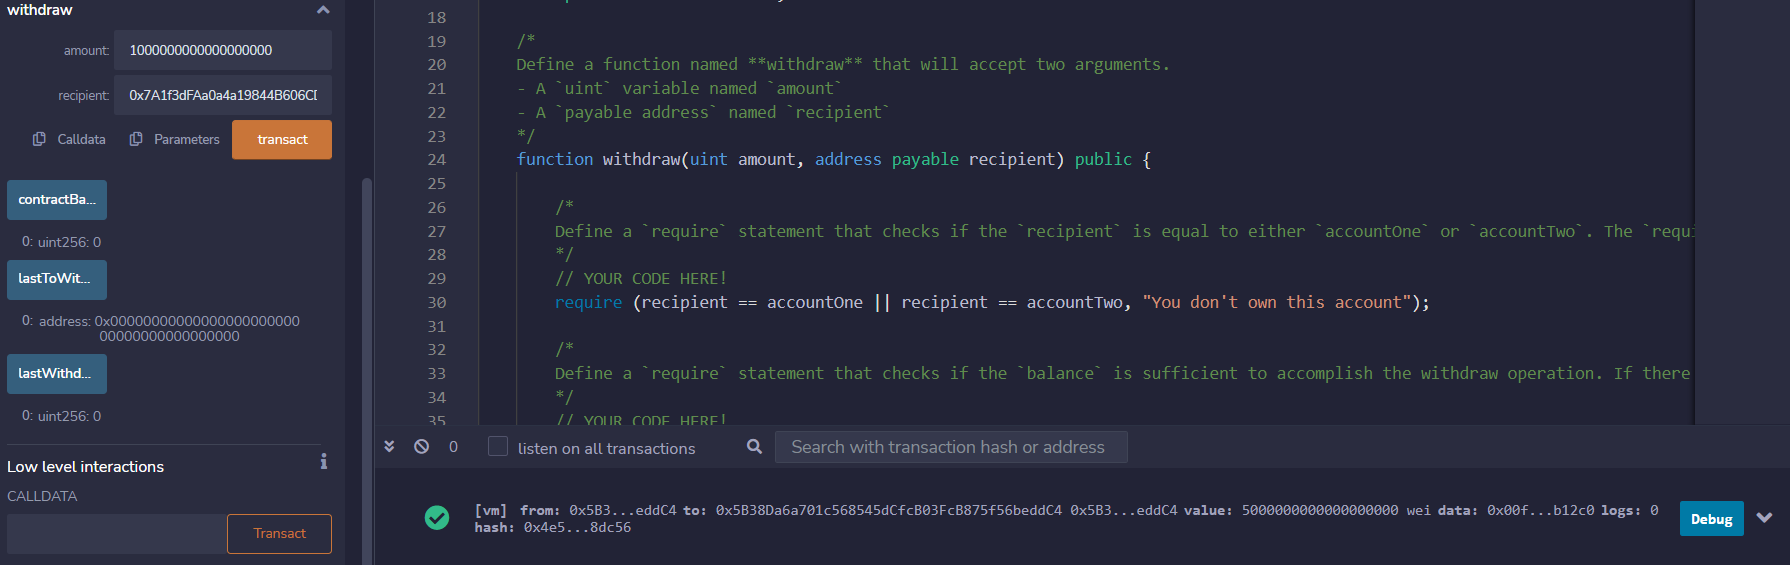 withdraw
amount: 1000000000000000000
recipient: 0x7A1f3dFAa0a4a19844B606CD
Calldata Parameters transact
contractBa...
0: uint256: 0
lastToWit...
0: address: 0x00000000000000000000000
00000000000000000
lastWithd...
0: uint256: 0
Low level interactions
CALLDATA
Transact
18
19 /*
20 Define a function named **withdraw** that will accept two arguments.
21 - A `uint` variable named `amount`
22 - A `payable address` named `recipient`
23 */
24 function withdraw(uint amount, address payable recipient) public {
25
26 /*
27 Define a `require` statement that checks if the `recipient` is equal to either `accountOne` or `accountTwo`. The `requi
28 */
29 // YOUR CODE HERE!
30 require (recipient == accountOne || recipient == accountTwo, "You don't own this account");
31
32 /*
33 Define a `require` statement that checks if the `balance` is sufficient to accomplish the withdraw operation. If there
34 */
35 // YOUR CODE HERE!
0 listen on all transactions Search with transaction hash or address
[vm] from: 0x5B3...eddC4 to: 0x5B38Da6a701c568545dCfcB03FcB875f56beddC4 0x5B3...eddC4 value: 5000000000000000000 wei data: 0x00f...b12c0 logs: 0
hash: 0x4e5...8dc56
Debug